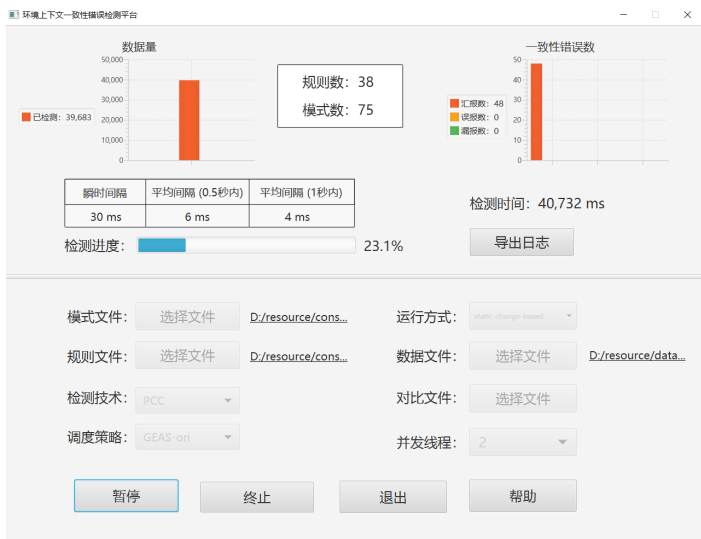 环境上下文一致性错误检测平台
数据量
50,000
40,000
30,000
20,000
10,000
0
已检测: 39,683
规则数: 38
模式数: 75
一致性错误数
50
40
30
20
10
0
汇报数: 48
误报数: 0
漏报数: 0
瞬时间隔 平均间隔 (0.5秒内) 平均间隔 (1秒内)
30 ms 6 ms 4 ms
检测时间: 40,732 ms
检测进度: 23.1%
导出日志
模式文件: 选择文件 D:/resource/cons... 运行方式: static-change-based
规则文件: 选择文件 D:/resource/cons... 数据文件: 选择文件 D:/resource/data...
检测技术: PCC 对比文件: 选择文件
调度策略: GEAS-ori 并发线程: 2
暂停 终止 退出 帮助